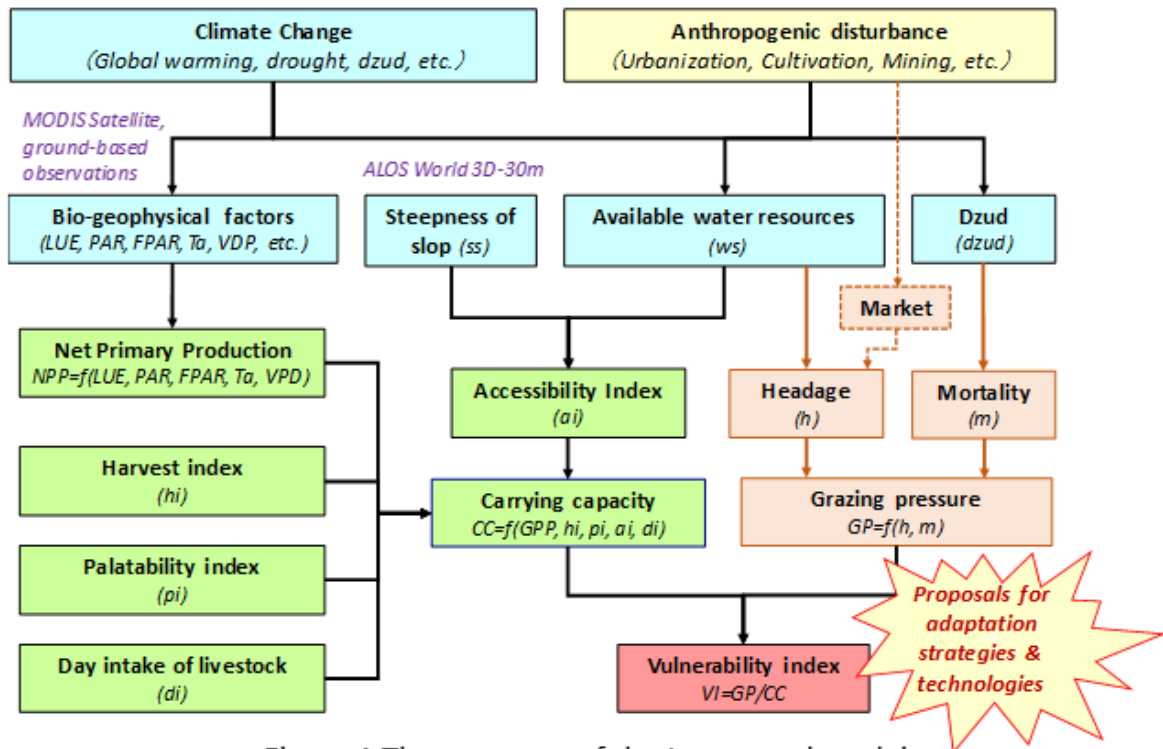 Climate Change
(Global warming, drought, dzud, etc.)
Anthropogenic disturbance
(Urbanization, Cultivation, Mining, etc.)
MODIS Satellite,
ground-based
observations
ALOS World 3D-30m
Bio-geophysical factors
(LUE, PAR, FPAR, Ta, VDP, etc.)
Steepness of
slop (ss)
Available water resources
(ws)
Dzud
(dzud)
Market
Net Primary Production
NPP=f(LUE, PAR, FPAR, Ta, VPD)
Accessibility Index
(ai)
Headage
(h)
Mortality
(m)
Harvest index
(hi)
Carrying capacity
CC=f(GPP, hi, pi, ai, di)
Grazing pressure
GP=f(h, m)
Palatability index
(pi)
Proposals for
adaptation
strategies &
technologies
Day intake of livestock
(di)
Vulnerability index
VI=GP/CC